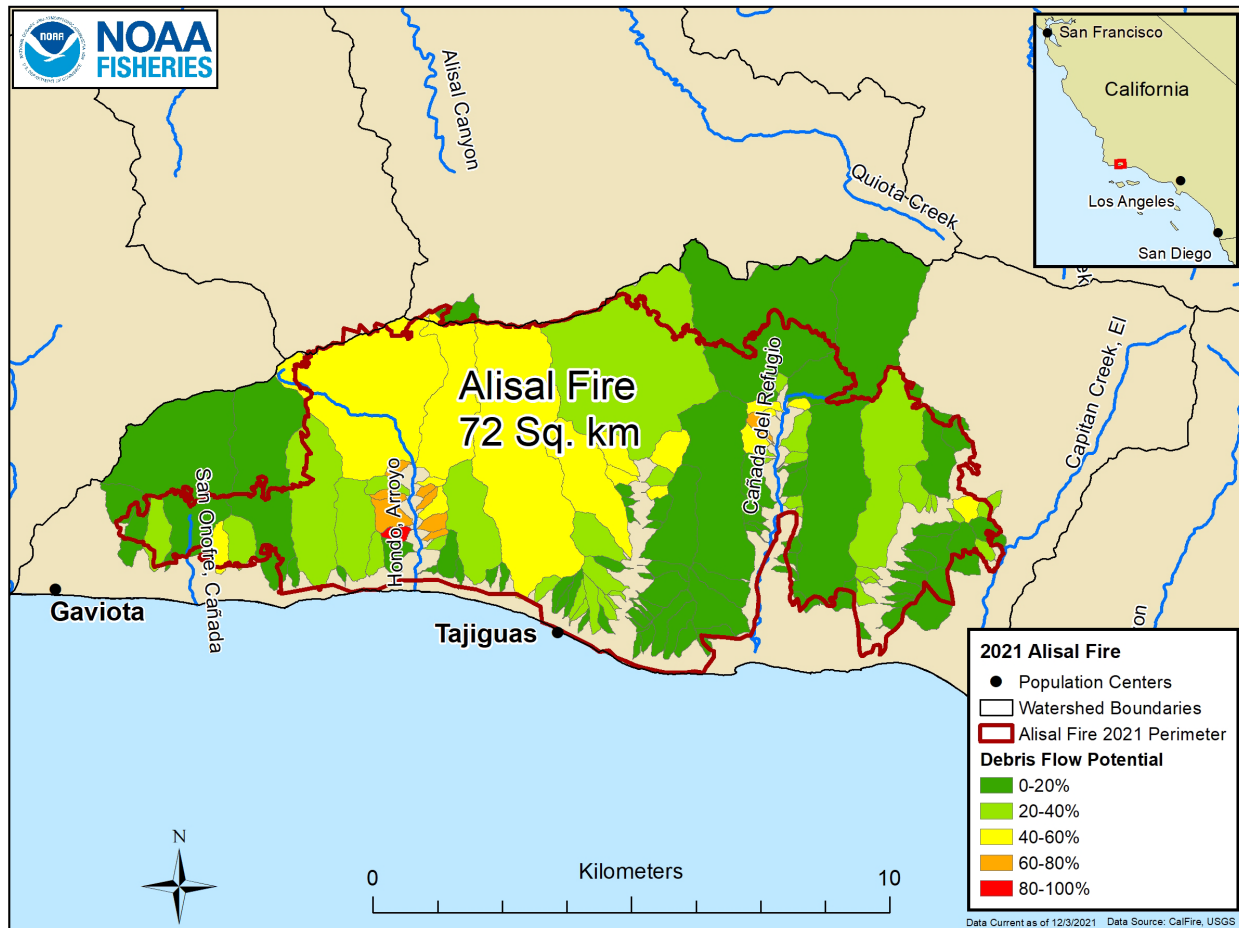 NOAA
NOAA
FISHERIES
San Francisco
California
Los Angeles
San Diego
Alisal Canyon
Quiota Creek
Capitan Creek, El
Alisal Fire
72 Sq. km
Cañada del Refugio
Hondo, Arroyo
San Onofre, Cañada
Gaviota
Tajiguas
2021 Alisal Fire
Population Centers
Watershed Boundaries
Alisal Fire 2021 Perimeter
Debris Flow Potential
0-20%
20-40%
40-60%
60-80%
80-100%
N
Kilometers
0 10
Data Current as of 12/3/2021 Data Source: CalFire, USGS